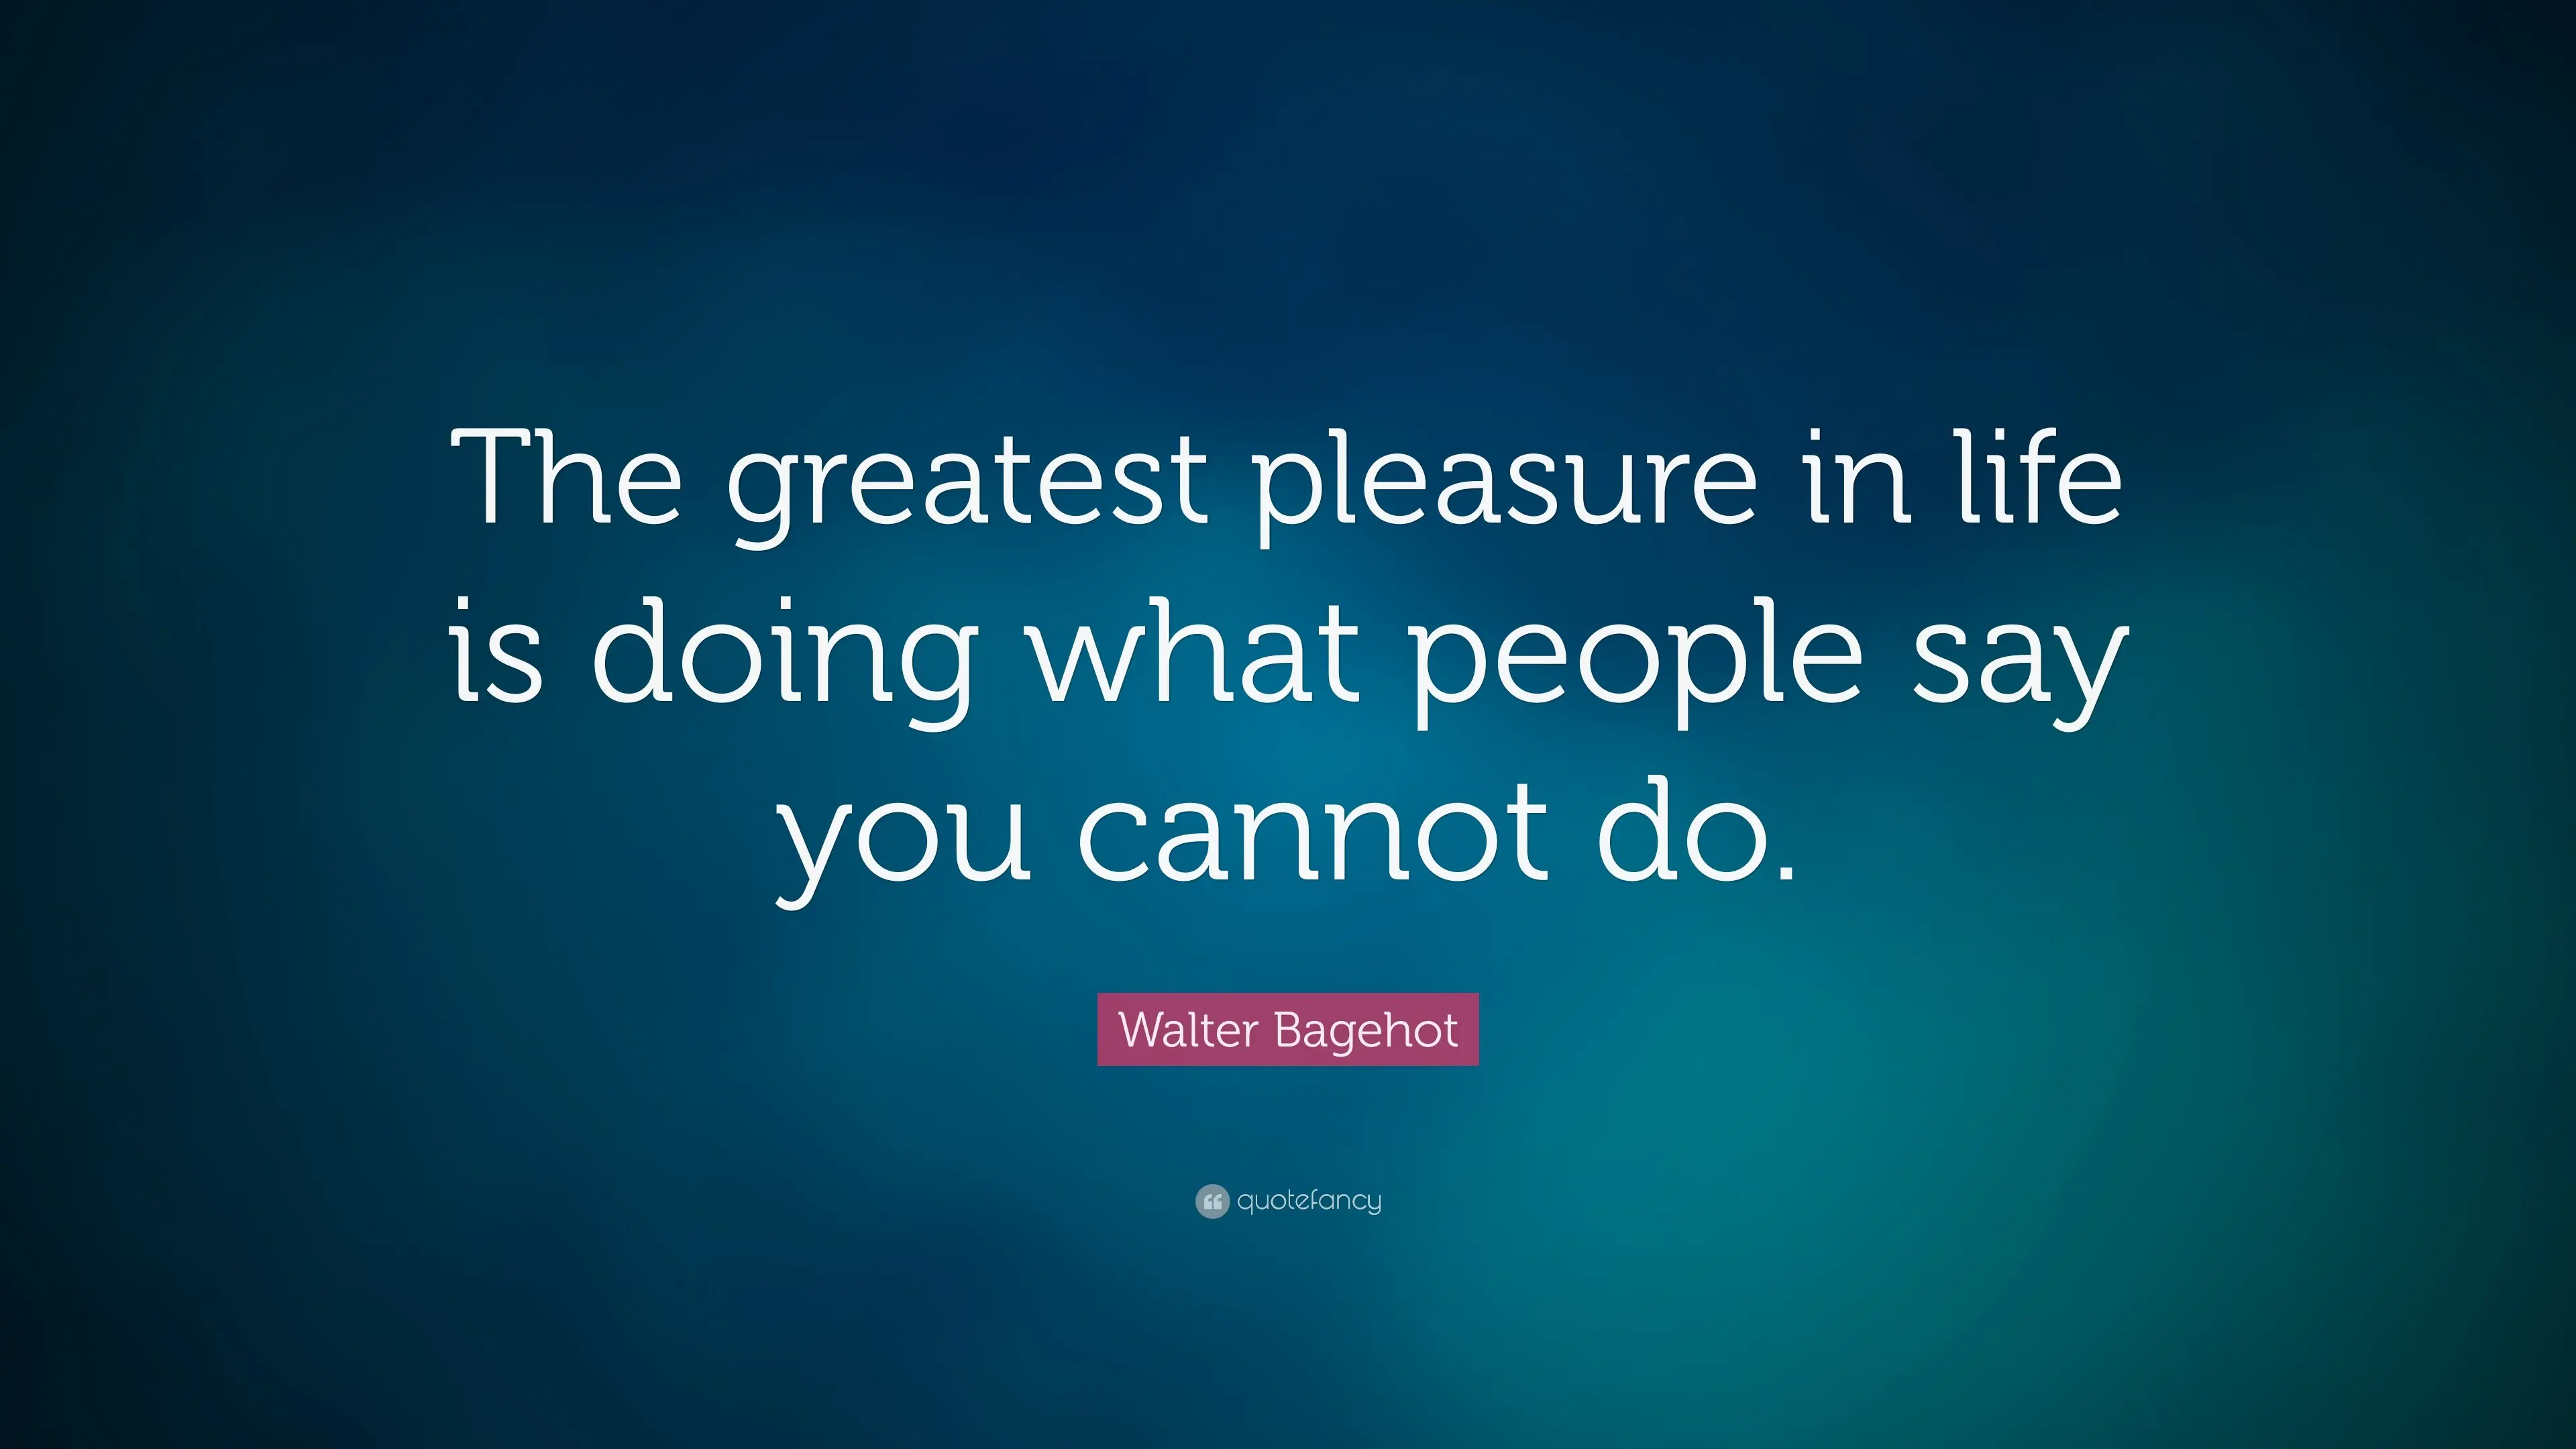 The greatest pleasure in life
is doing what people say
you cannot do.
Walter Bagehot
quotefancy